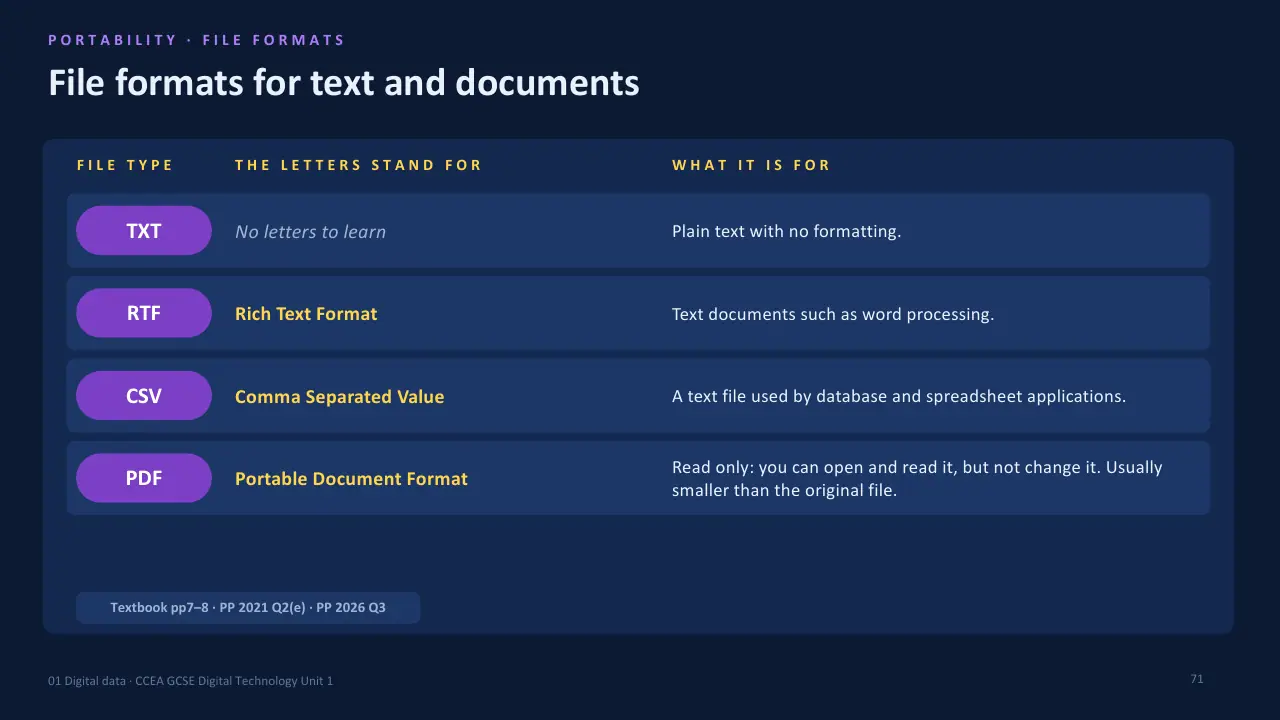 PORTABILITY · FILE FORMATS
File formats for text and documents
FILE TYPE THE LETTERS STAND FOR WHAT IT IS FOR
TXT No letters to learn Plain text with no formatting.
RTF Rich Text Format Text documents such as word processing.
CSV Comma Separated Value A text file used by database and spreadsheet applications.
PDF Portable Document Format Read only: you can open and read it, but not change it. Usually
smaller than the original file.
Textbook pp7–8 · PP 2021 Q2(e) · PP 2026 Q3
01 Digital data · CCEA GCSE Digital Technology Unit 1 71